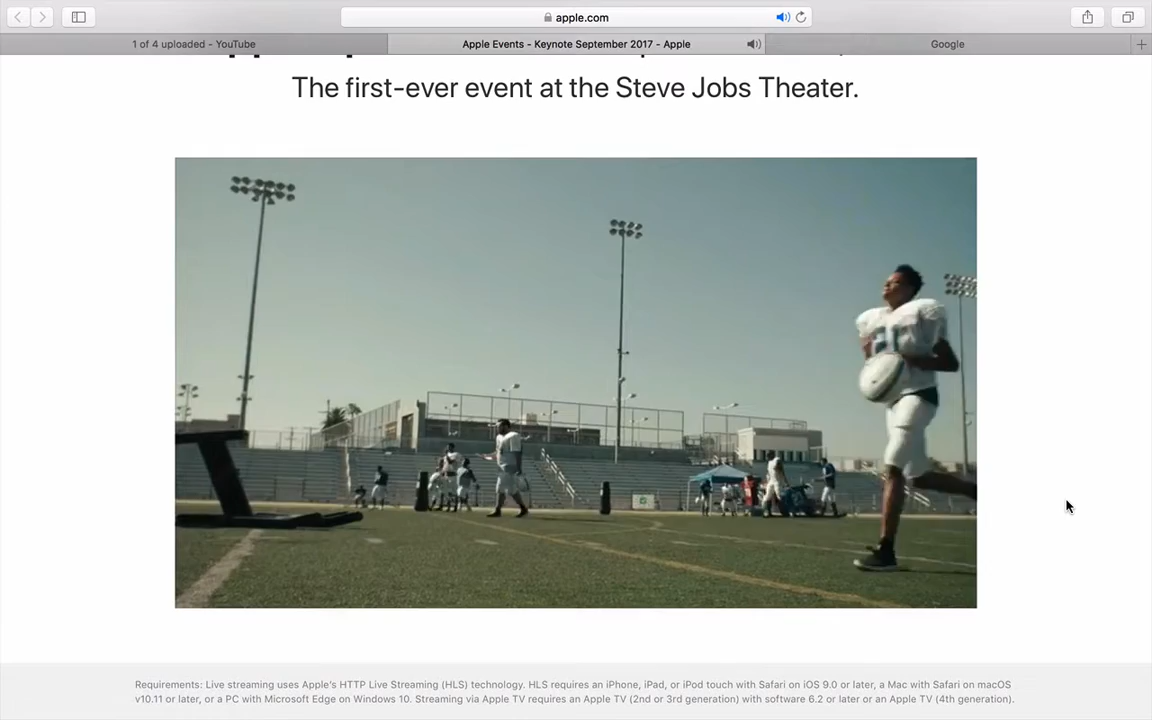 apple.com
1 of 4 uploaded - YouTube
Apple Events - Keynote September 2017 - Apple
Google
The first-ever event at the Steve Jobs Theater.
Requirements: Live streaming uses Apple's HTTP Live Streaming (HLS) technology. HLS requires an iPhone, iPad, or iPod touch with Safari on iOS 9.0 or later, a Mac with Safari on macOS
v10.11 or later, or a PC with Microsoft Edge on Windows 10. Streaming via Apple TV requires an Apple TV (2nd or 3rd generation) with software 6.2 or later or an Apple TV (4th generation).